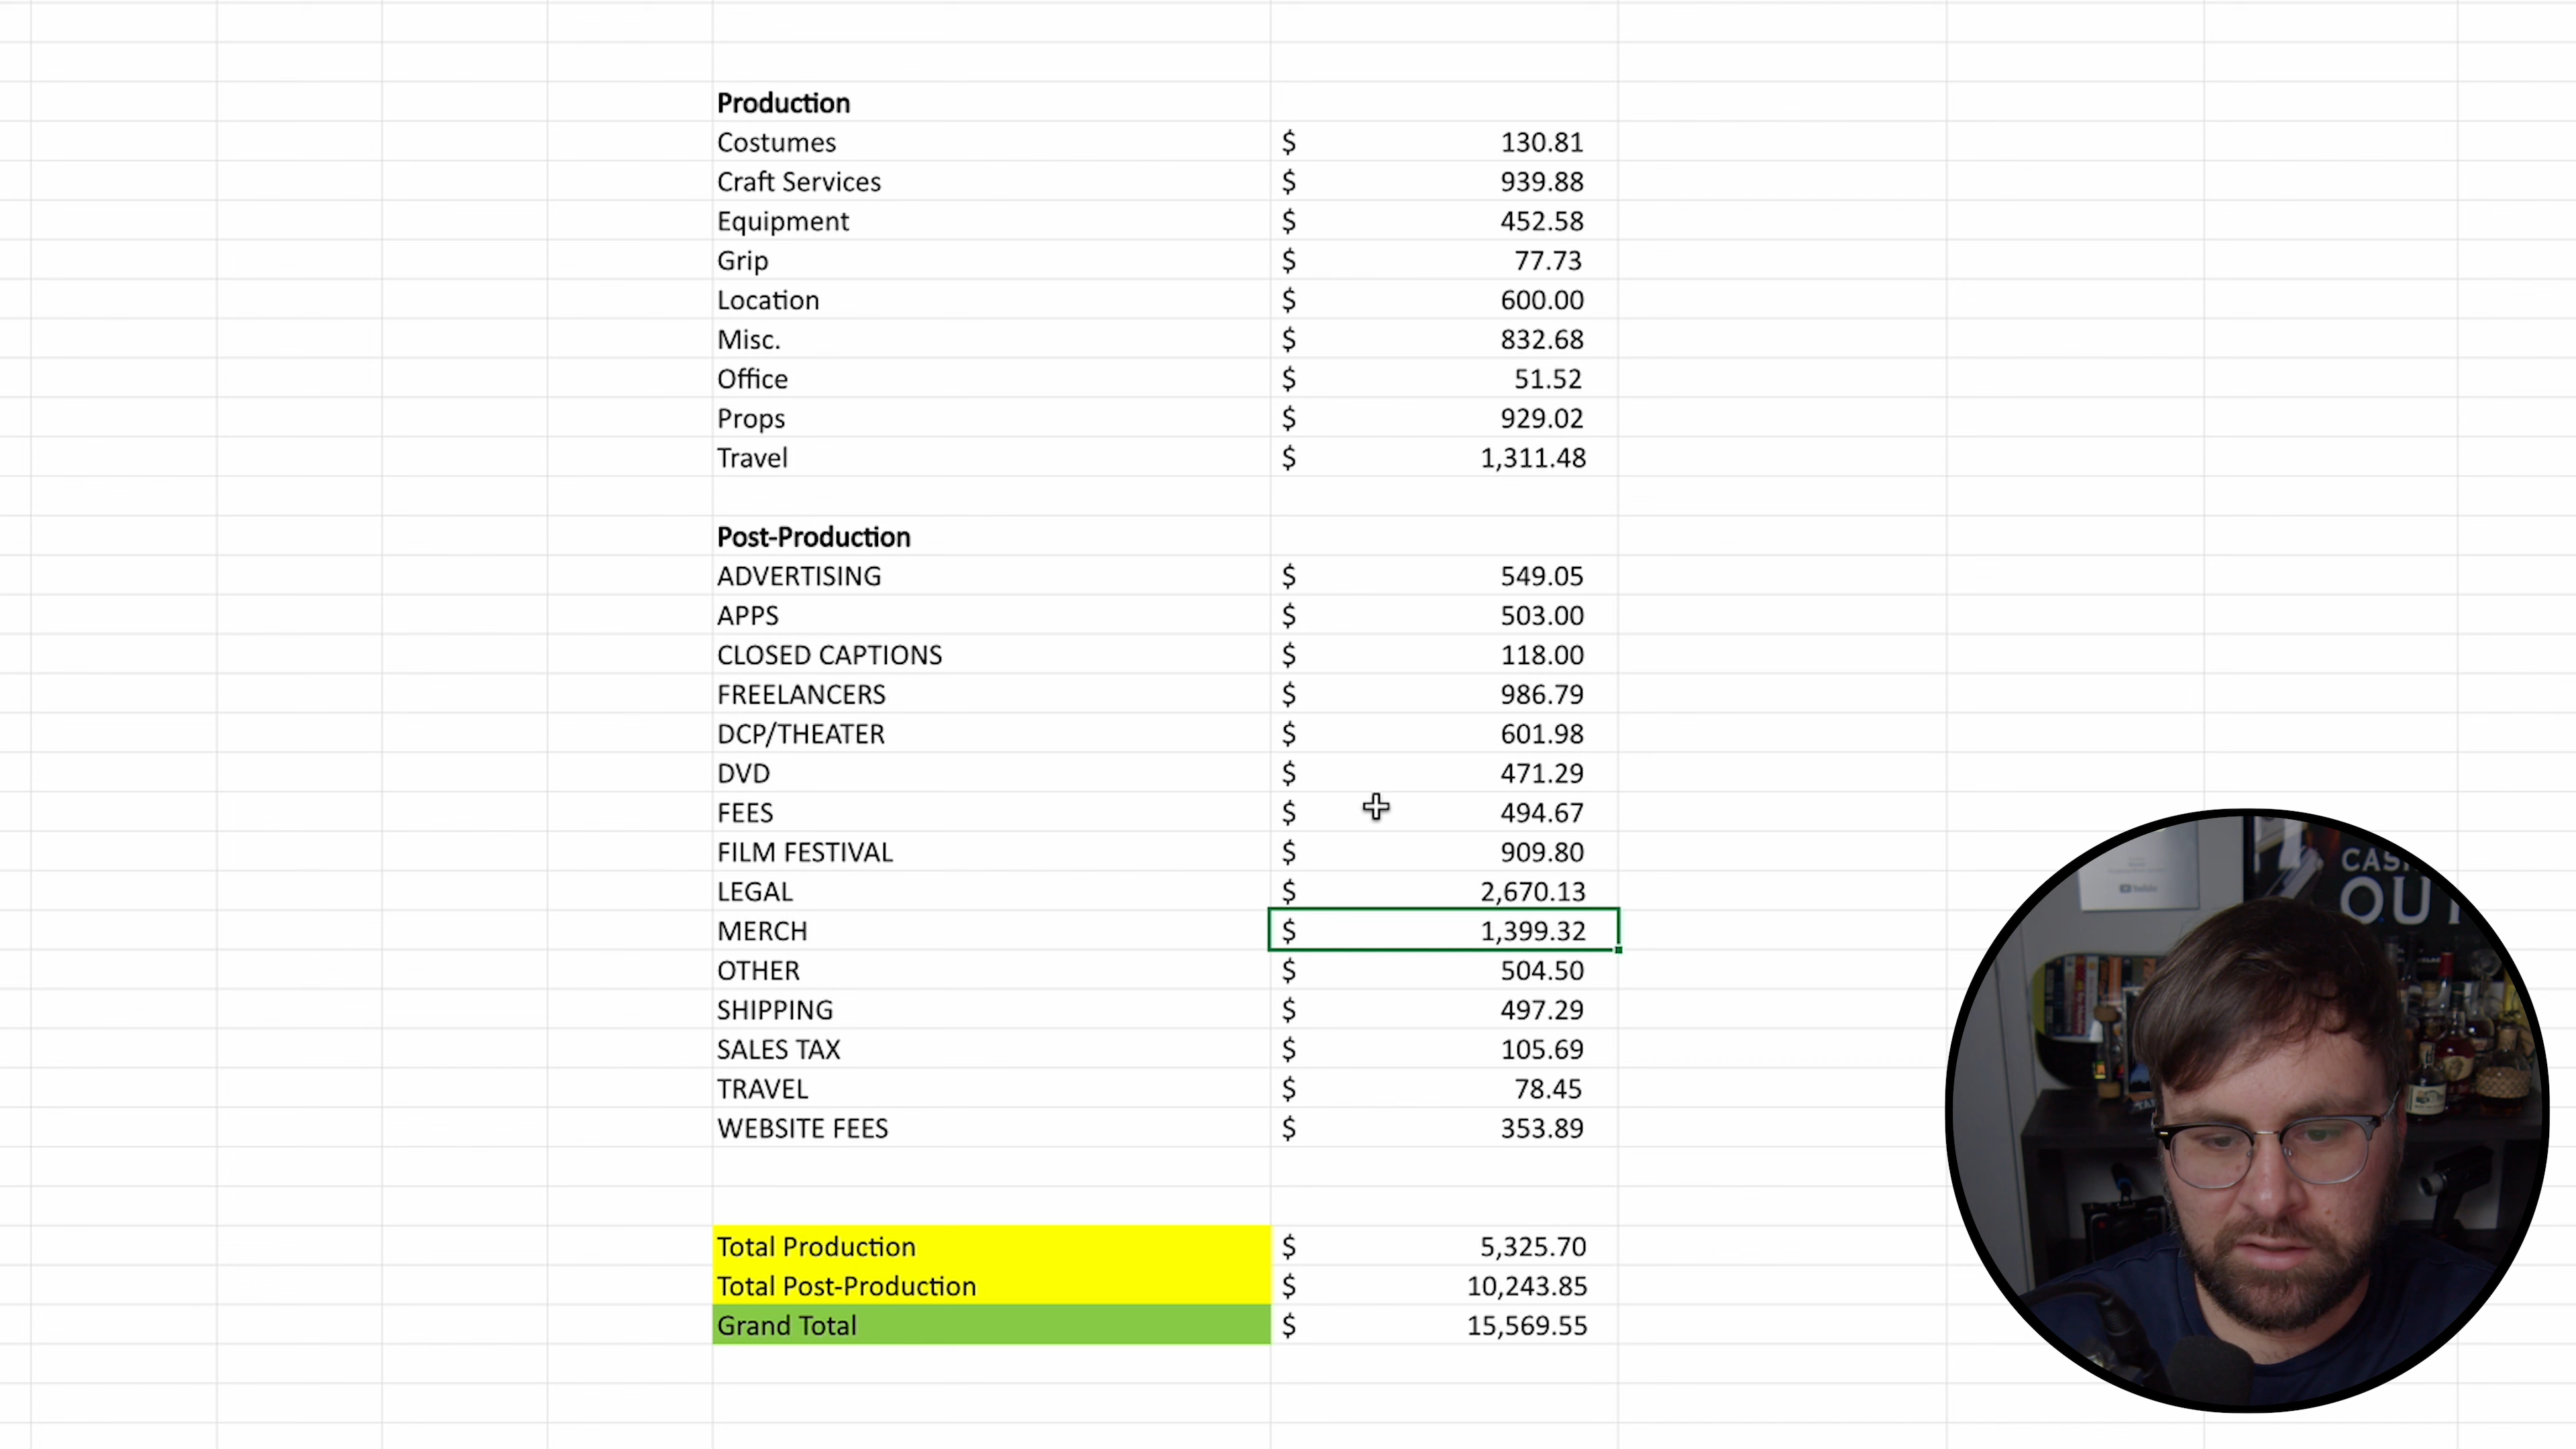 Production
Costumes $ 130.81
Craft Services $ 939.88
Equipment $ 452.58
Grip $ 77.73
Location $ 600.00
Misc. $ 832.68
Office $ 51.52
Props $ 929.02
Travel $ 1,311.48
Post-Production
ADVERTISING $ 549.05
APPS $ 503.00
CLOSED CAPTIONS $ 118.00
FREELANCERS $ 986.79
DCP/THEATER $ 601.98
DVD $ 471.29
FEES $ 494.67
FILM FESTIVAL $ 909.80
LEGAL $ 2,670.13
MERCH $ 1,399.32
OTHER $ 504.50
SHIPPING $ 497.29
SALES TAX $ 105.69
TRAVEL $ 78.45
WEBSITE FEES $ 353.89
Total Production $ 5,325.70
Total Post-Production $ 10,243.85
Grand Total $ 15,569.55
OUT